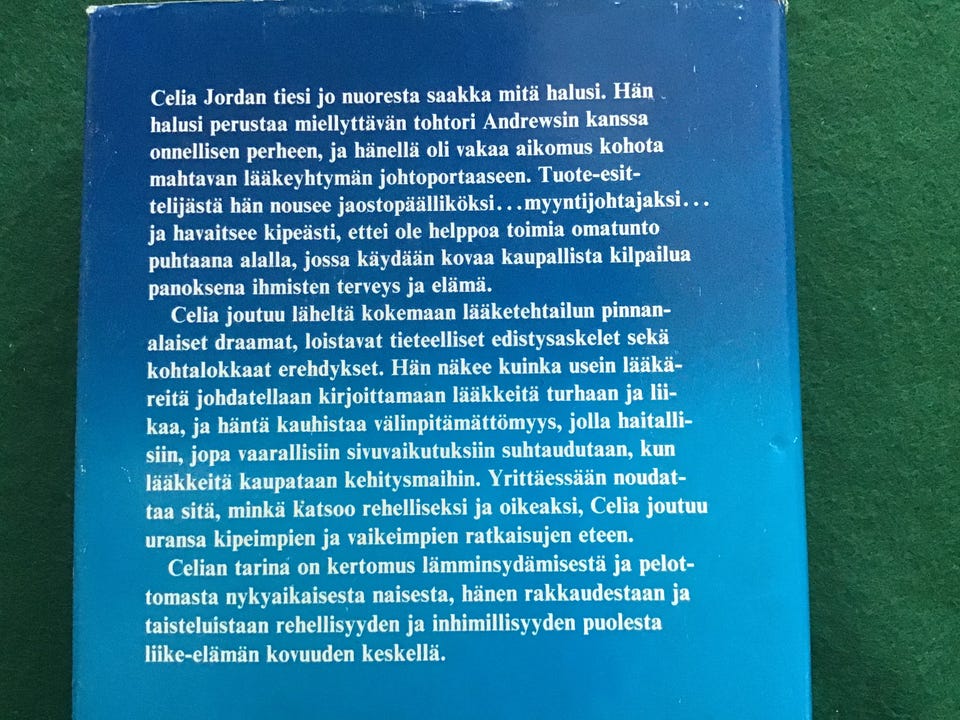 Celia Jordan tiesi jo nuoresta saakka mitä halusi. Hän
halusi perustaa miellyttävän tohtori Andrewsin kanssa
onnellisen perheen, ja hänellä oli vakaa aikomus kohota
mahtavan lääkeyhtymän johtoportaaseen. Tuote-esit-
telijästä hän nousee jaostopäälliköksi...myyntijohtajaksi...
ja havaitsee kipeästi, ettei ole helppoa toimia omatunto
puhtaana alalla, jossa käydään kovaa kaupallista kilpailua
panoksena ihmisten terveys ja elämä.
Celia joutuu läheltä kokemaan lääketehtailun pinnan-
alaiset draamat, loistavat tieteelliset edistysaskelet sekä
kohtalokkaat erehdykset. Hän näkee kuinka usein lääkä-
reitä johdatellaan kirjoittamaan lääkkeitä turhaan ja lii-
kaa, ja häntä kauhistaa välinpitämättömyys, jolla haitalli-
siin, jopa vaarallisiin sivuvaikutuksiin suhtaudutaan, kun
lääkkeitä kaupataan kehitysmaihin. Yrittäessään noudat-
taa sitä, minkä katsoo rehelliseksi ja oikeaksi, Celia joutuu
uransa kipeimpien ja vaikeimpien ratkaisujen eteen.
Celian tarina on kertomus lämminsydämisestä ja pelot-
tomasta nykyaikaisesta naisesta, hänen rakkaudestaan ja
taisteluistaan rehellisyyden ja inhimillisyyden puolesta
liike-elämän kovuuden keskellä.